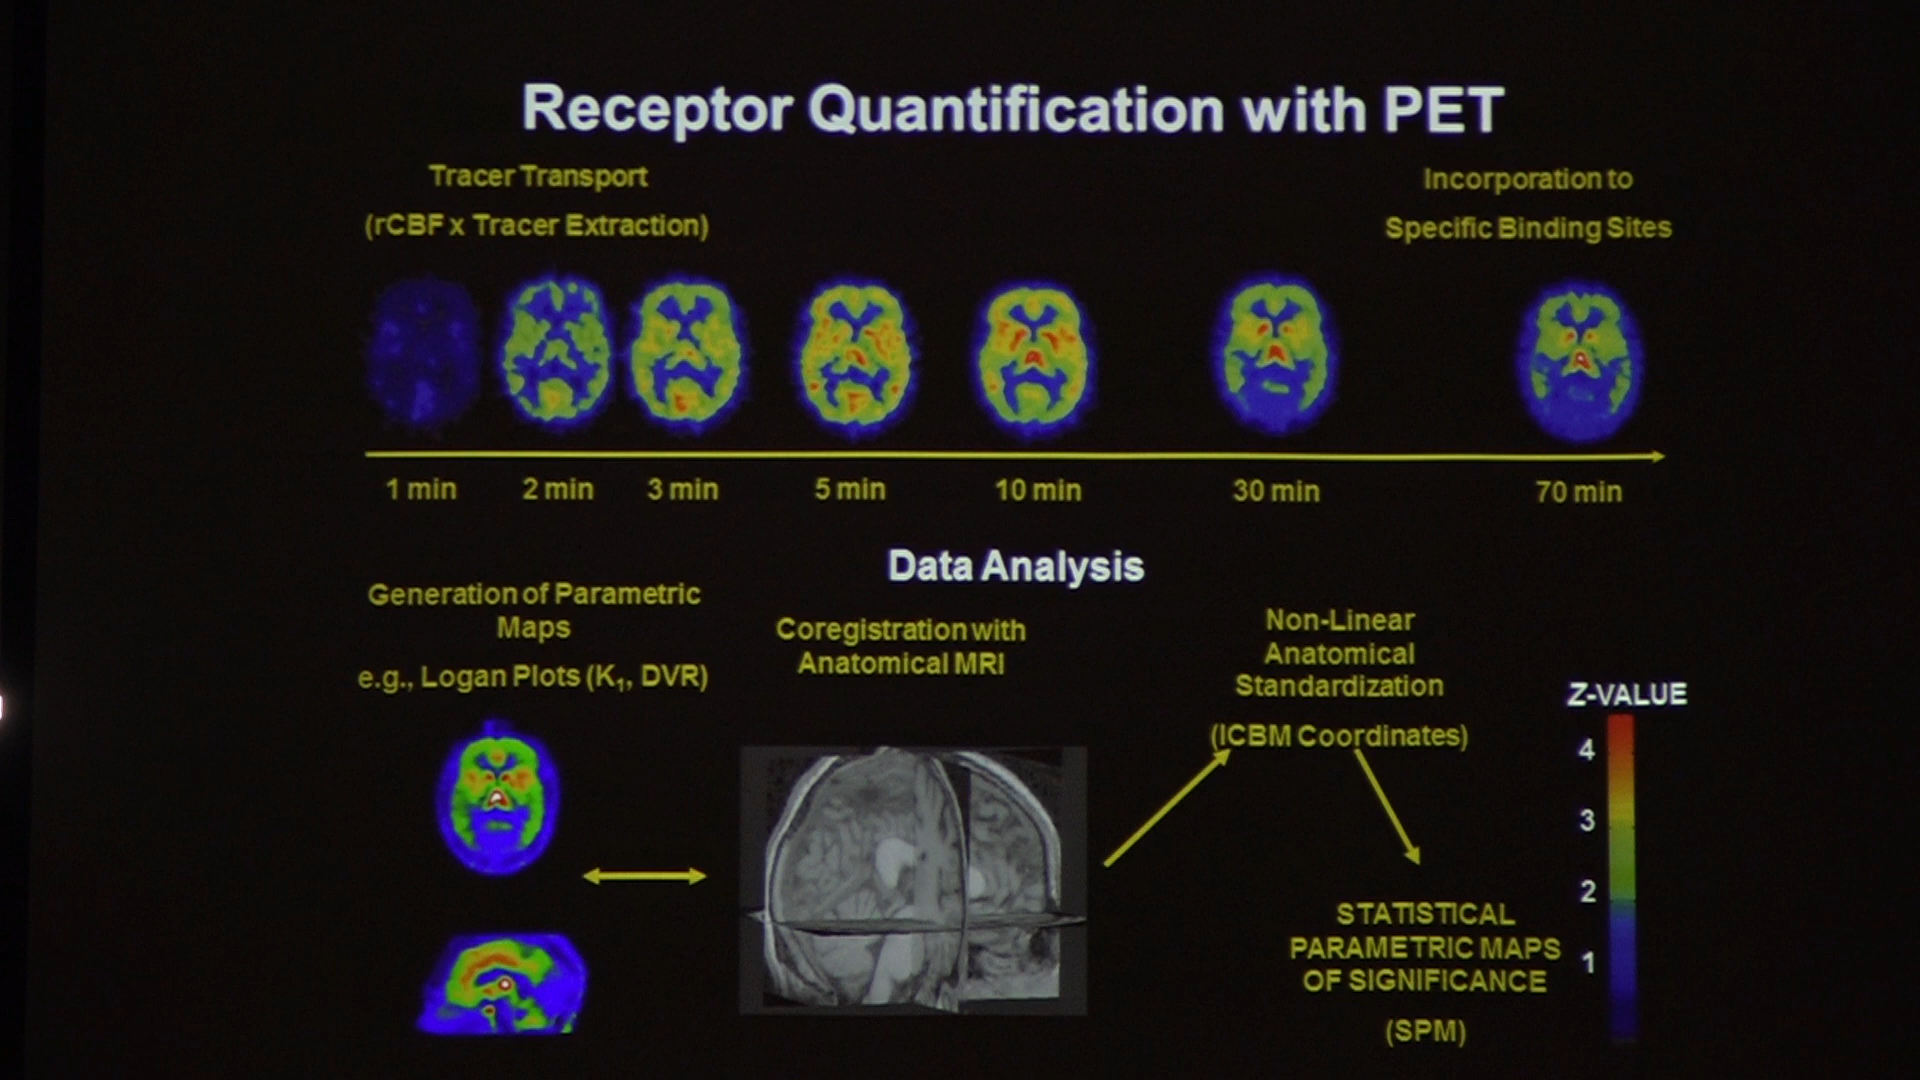 Receptor Quantification with PET
Tracer Transport
(rCBF x Tracer Extraction)
Incorporation to
Specific Binding Sites
1 min
2 min
3 min
5 min
10 min
30 min
70 min
Data Analysis
Generation of Parametric
Maps
e.g., Logan Plots (K₁, DVR)
Coregistration with
Anatomical MRI
Non-Linear
Anatomical
Standardization
(ICBM Coordinates)
STATISTICAL
PARAMETRIC MAPS
OF SIGNIFICANCE
(SPM)
Z-VALUE
4
3
2
1